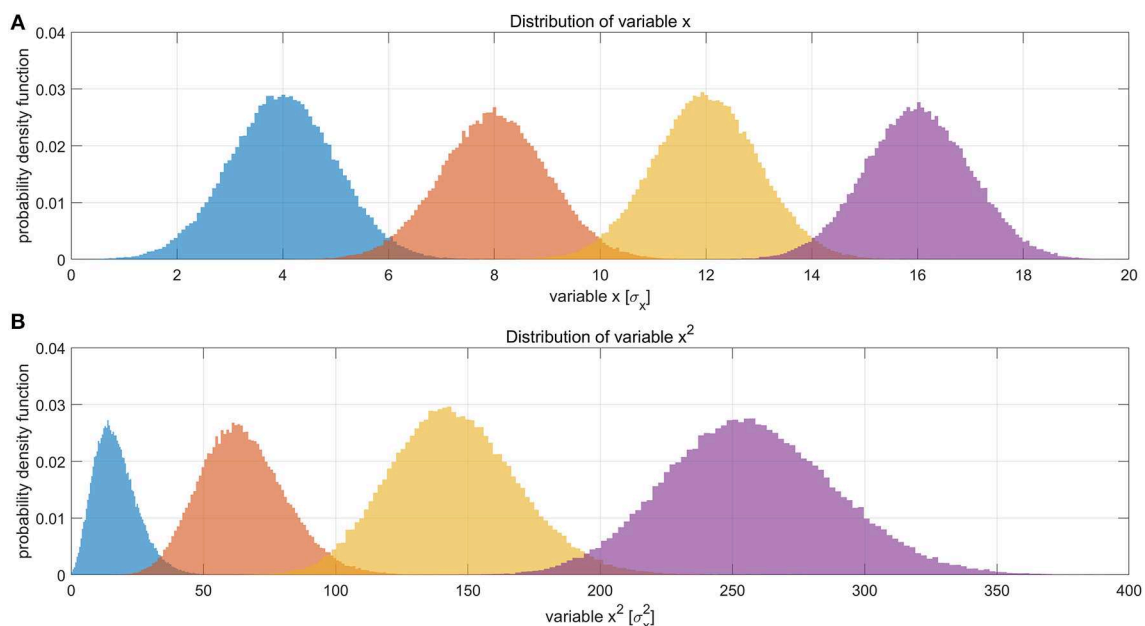 A
Distribution of variable x
probability density function
0.04
0.03
0.02
0.01
0
0 2 4 6 8 10 12 14 16 18 20
variable x [σx]
B
Distribution of variable x²
probability density function
0.04
0.03
0.02
0.01
0
0 50 100 150 200 250 300 350 400
variable x² [σx²]